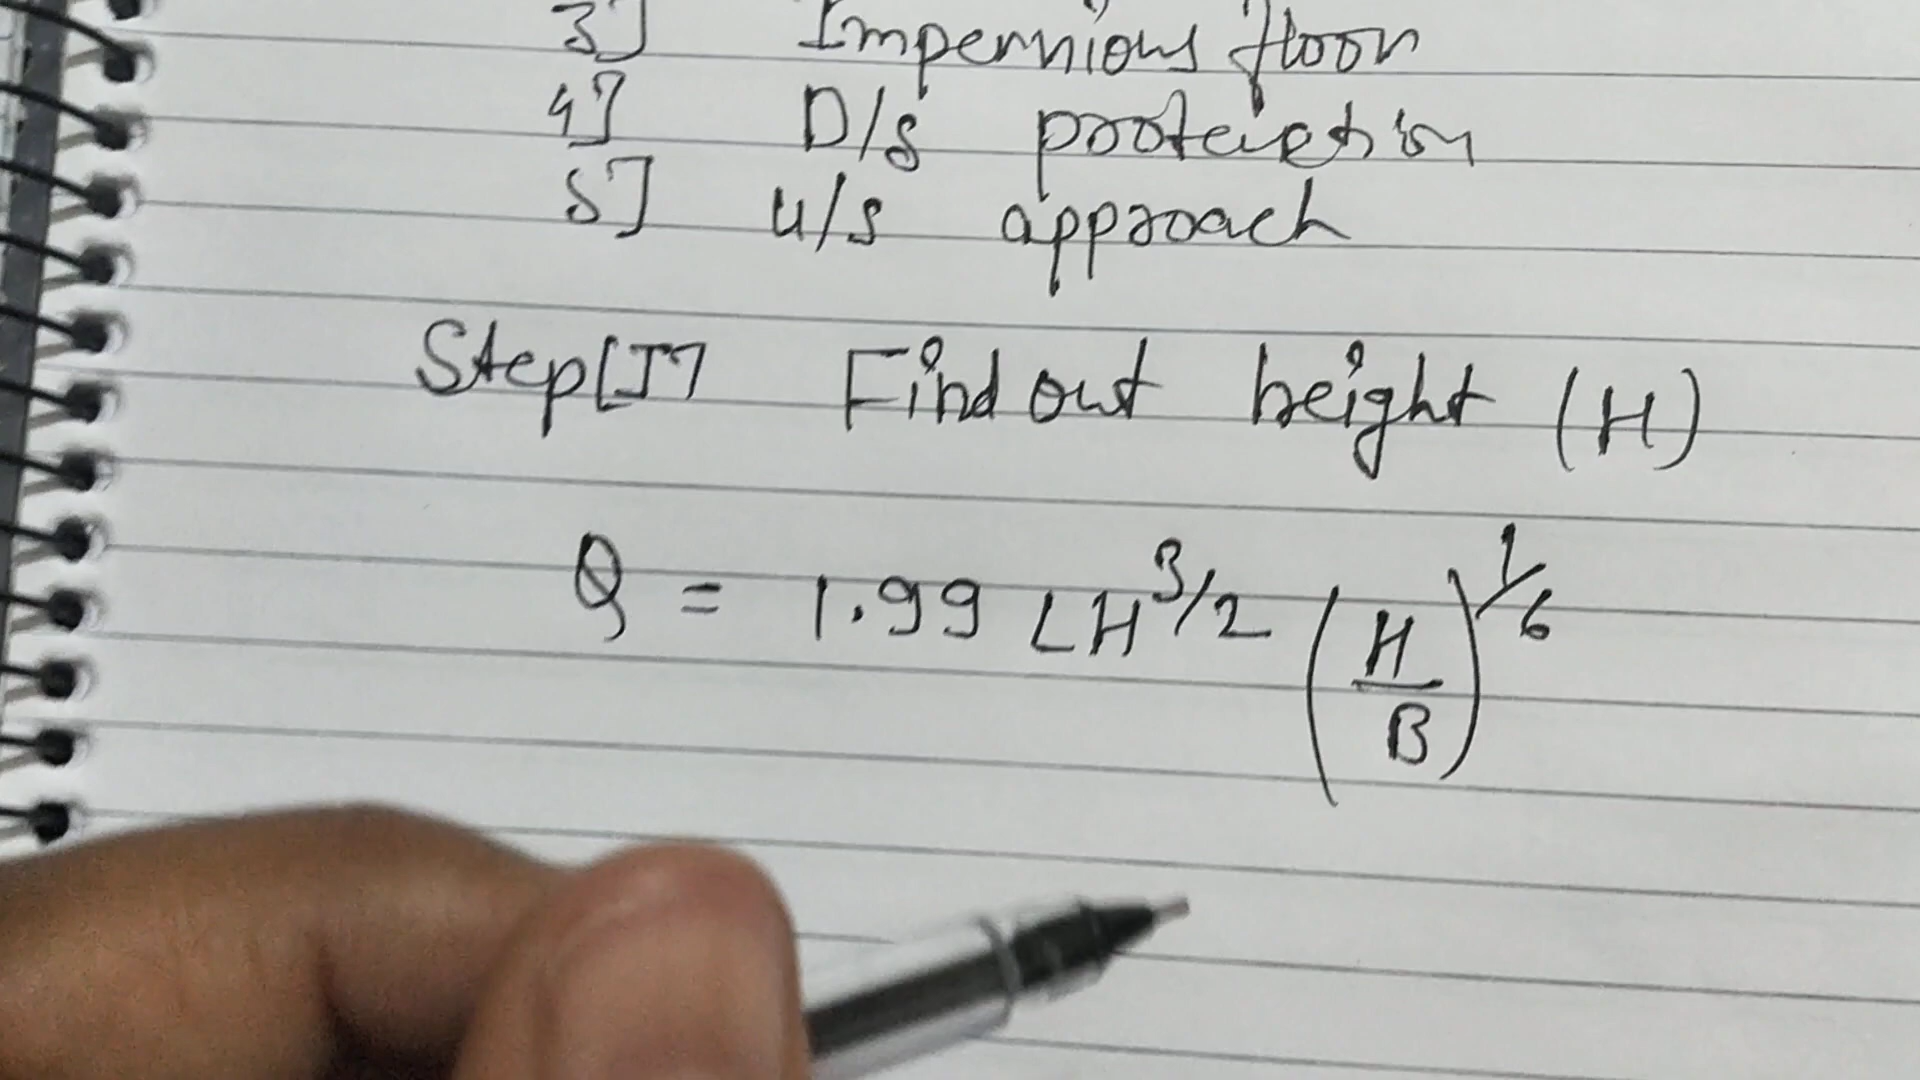 3] Impervious floor
4] D/s protection
5] u/s approach
Step[I] Find out height (H)
Q = 1.99 LH^3/2 (H/B)^1/6